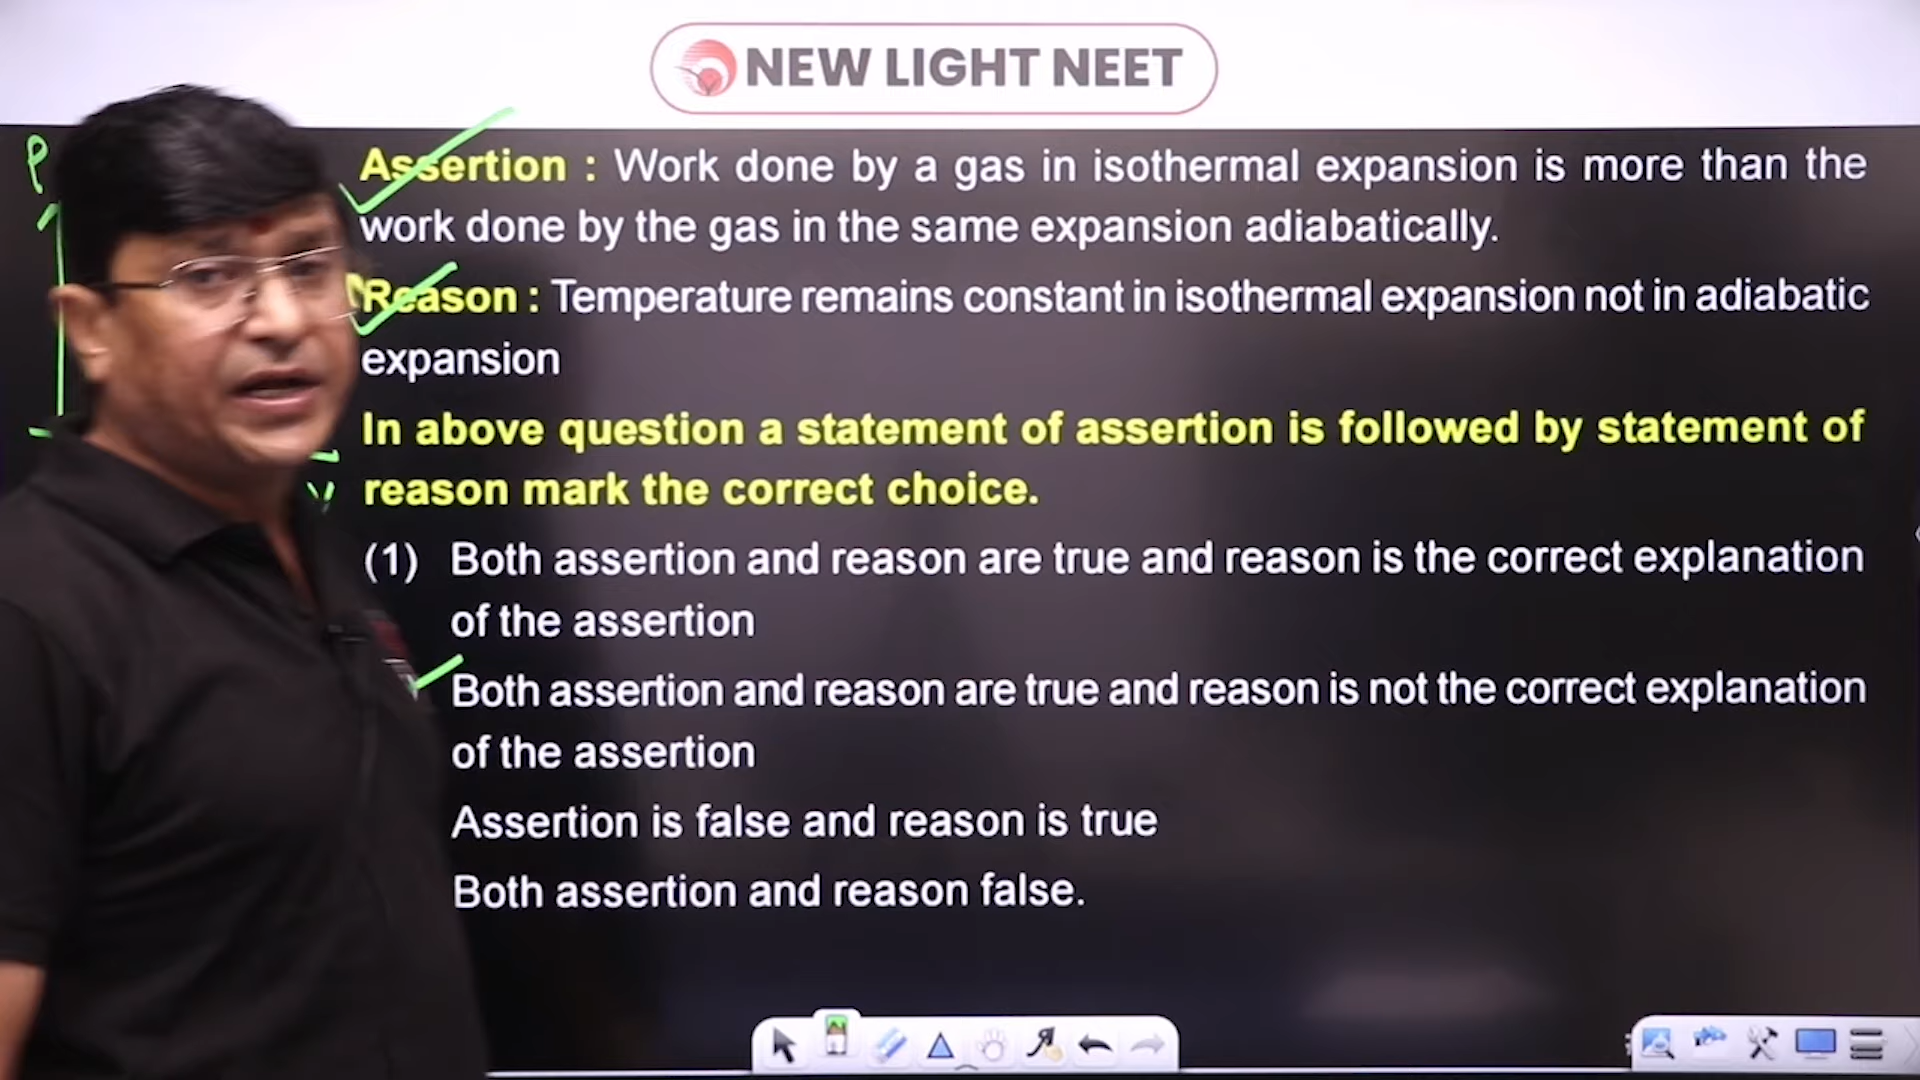 NEW LIGHT NEET
P
Assertion : Work done by a gas in isothermal expansion is more than the
work done by the gas in the same expansion adiabatically.
Reason : Temperature remains constant in isothermal expansion not in adiabatic
expansion
In above question a statement of assertion is followed by statement of
V reason mark the correct choice.
(1) Both assertion and reason are true and reason is the correct explanation
of the assertion
Both assertion and reason are true and reason is not the correct explanation
of the assertion
Assertion is false and reason is true
Both assertion and reason false.